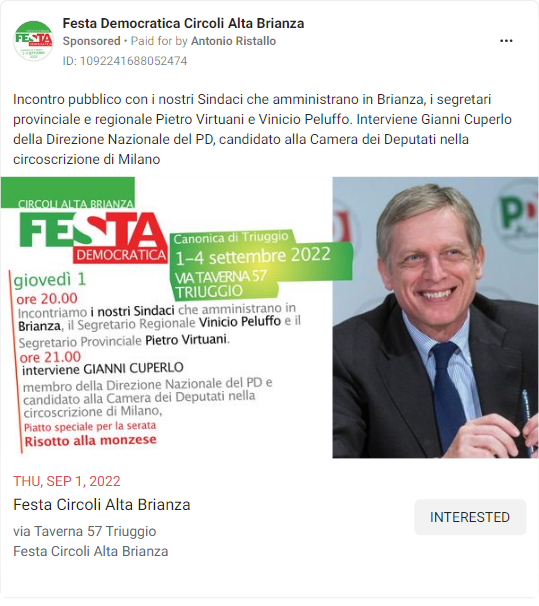 Festa Democratica Circoli Alta Brianza
Sponsored • Paid for by Antonio Ristallo
ID: 1092241688052474
Incontro pubblico con i nostri Sindaci che amministrano in Brianza, i segretari
provinciale e regionale Pietro Virtuani e Vinicio Peluffo. Interviene Gianni Cuperlo
della Direzione Nazionale del PD, candidato alla Camera dei Deputati nella
circoscrizione di Milano
CIRCOLI ALTA BRIANZA
FESTA
DEMOCRATICA
Canonica di Triuggio
1-4 settembre 2022
VIA TAVERNA 57
TRIUGGIO
giovedì 1
ore 20.00
Incontriamo i nostri Sindaci che amministrano in
Brianza, il Segretario Regionale Vinicio Peluffo e il
Segretario Provinciale Pietro Virtuani.
ore 21.00
interviene GIANNI CUPERLO
membro della Direzione Nazionale del PD e
candidato alla Camera dei Deputati nella
circoscrizione di Milano,
Piatto speciale per la serata
Risotto alla monzese
THU, SEP 1, 2022
Festa Circoli Alta Brianza
via Taverna 57 Triuggio
Festa Circoli Alta Brianza
INTERESTED